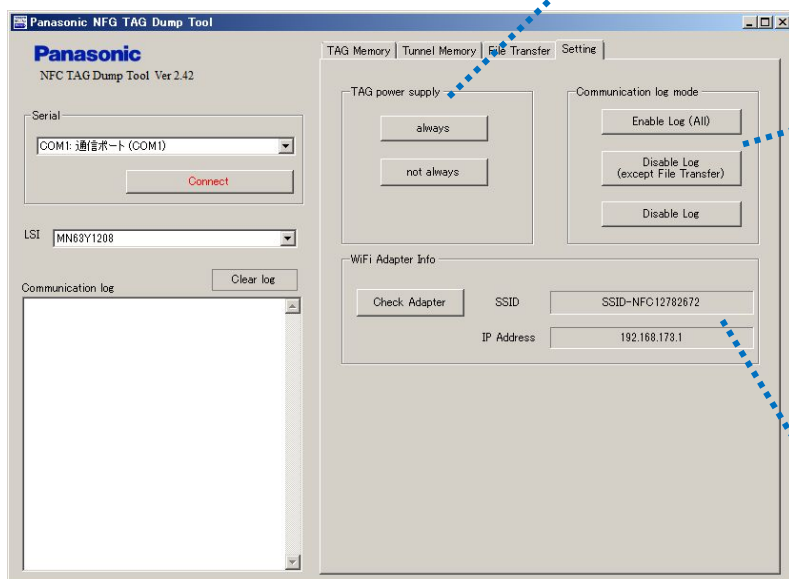 Panasonic NFG TAG Dump Tool
Panasonic
NFC TAG Dump Tool Ver 2.42
Serial
COM1: 通信ポート (COM1)
Connect
LSI
MN63Y1208
Communication log
Clear log
TAG Memory
Tunnel Memory
File Transfer
Setting
TAG power supply
always
not always
Communication log mode
Enable Log (All)
Disable Log
(except File Transfer)
Disable Log
WiFi Adapter Info
Check Adapter
SSID
SSID-NFC12782672
IP Address
192.168.173.1